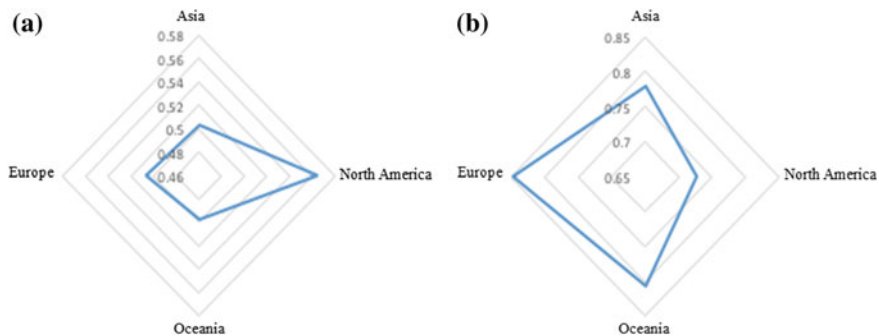 (a)
Asia
0.58
0.56
0.54
0.52
0.5
0.48
0.46
Europe
North America
Oceania
(b)
Asia
0.85
0.8
0.75
0.7
0.65
Europe
North America
Oceania